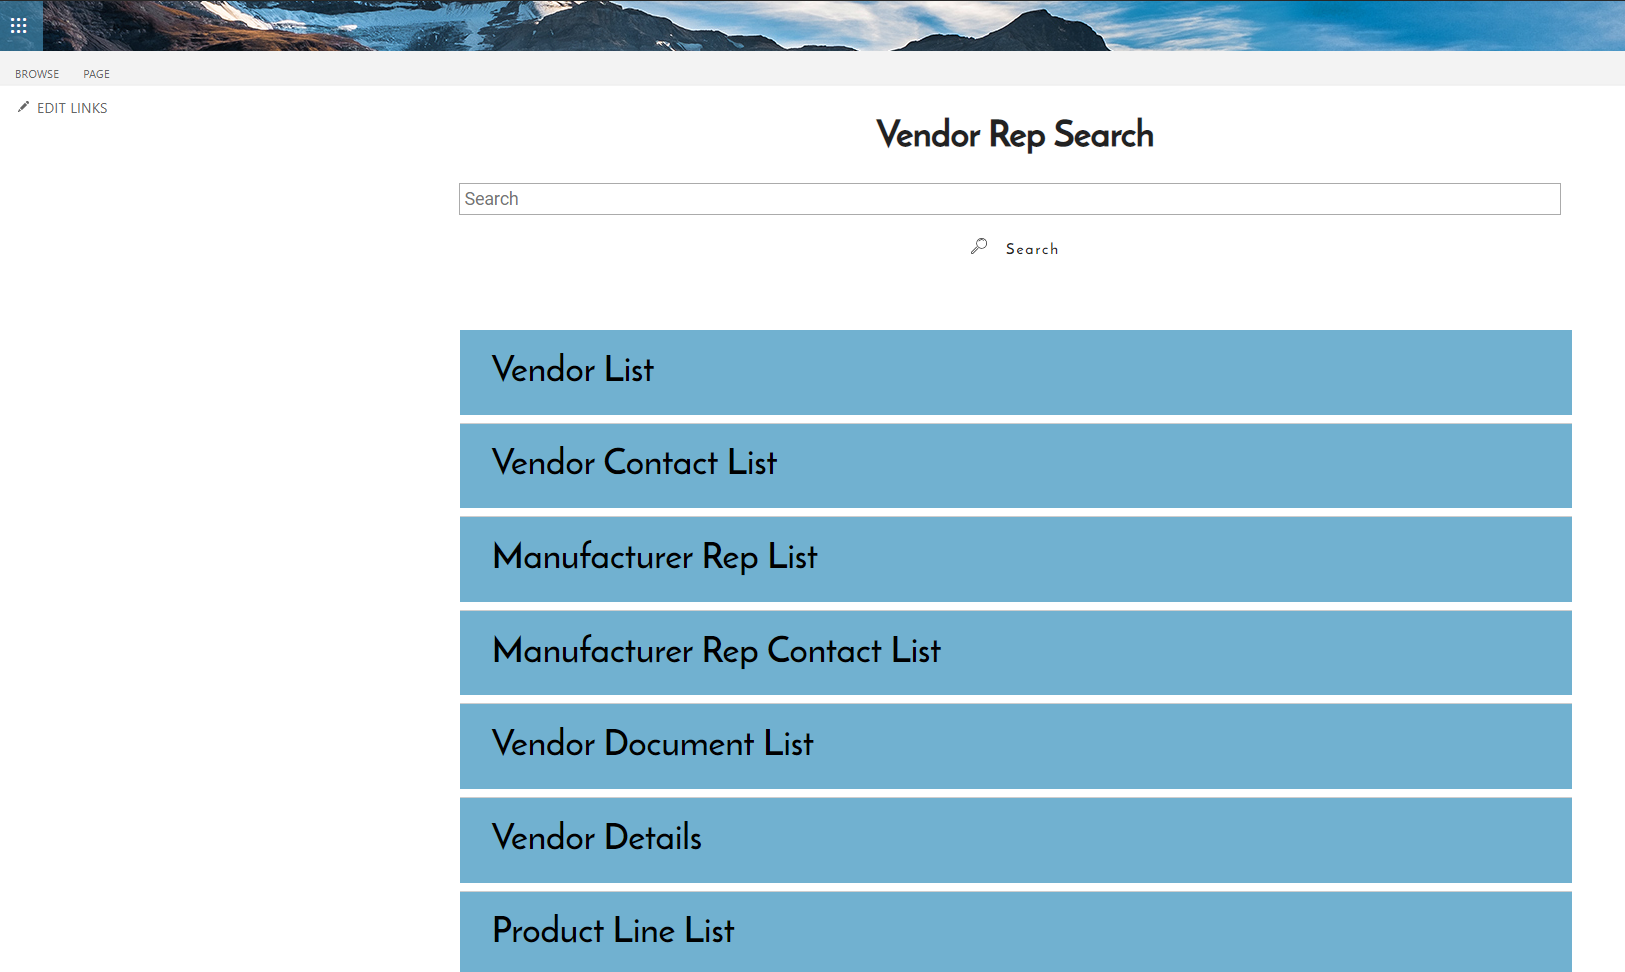 BROWSE PAGE
EDIT LINKS
Vendor Rep Search
Search
Search
Vendor List
Vendor Contact List
Manufacturer Rep List
Manufacturer Rep Contact List
Vendor Document List
Vendor Details
Product Line List